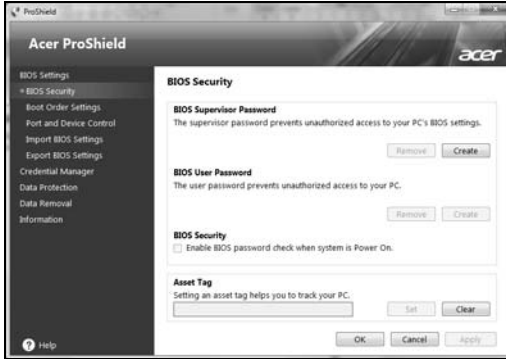 ProShield
Acer ProShield
acer
BIOS Settings
BIOS Security
Boot Order Settings
Port and Device Control
Import BIOS Settings
Export BIOS Settings
Credential Manager
Data Protection
Data Removal
Information
Help
BIOS Security
BIOS Supervisor Password
The supervisor password prevents unauthorized access to your PC's BIOS settings.
Remove Create
BIOS User Password
The user password prevents unauthorized access to your PC.
Remove Create
BIOS Security
Enable BIOS password check when system is Power On.
Asset Tag
Setting an asset tag helps you to track your PC.
Set Clear
OK Cancel Apply